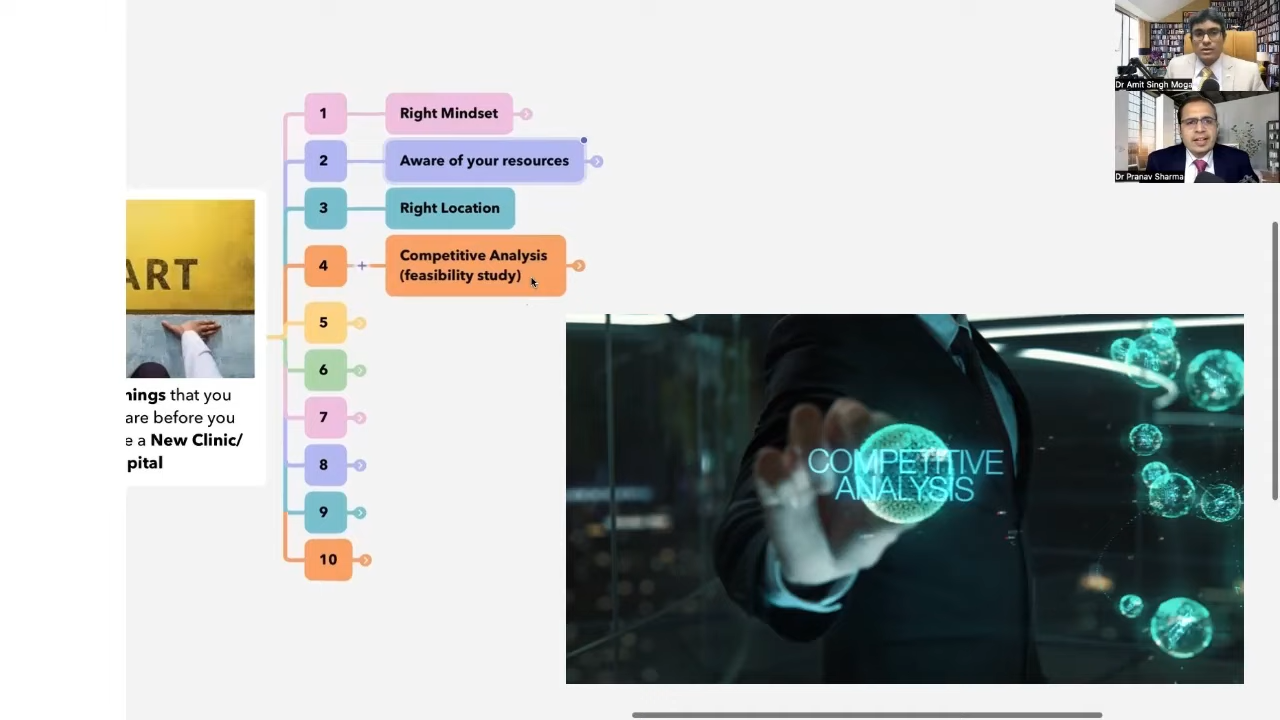 1
Right Mindset
2
Aware of your resources
3
Right Location
4
+
Competitive Analysis
(feasibility study)
5
6
7
8
9
10
ART
hings that you
are before you
e a New Clinic/
pital
COMPETITIVE
ANALYSIS
Dr Amit Singh Moga
Dr Pranav Sharma